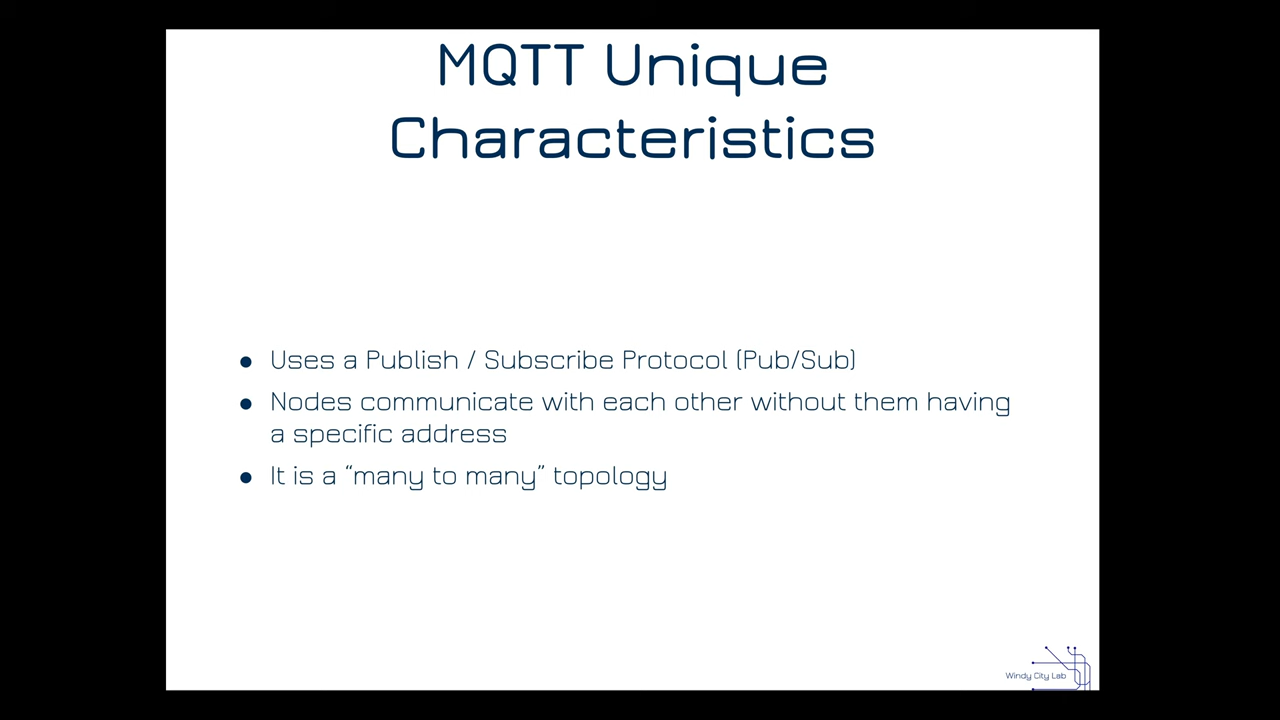 MQTT Unique
Characteristics
● Uses a Publish / Subscribe Protocol (Pub/Sub)
● Nodes communicate with each other without them having
a specific address
● It is a “many to many” topology
Windy City Lab